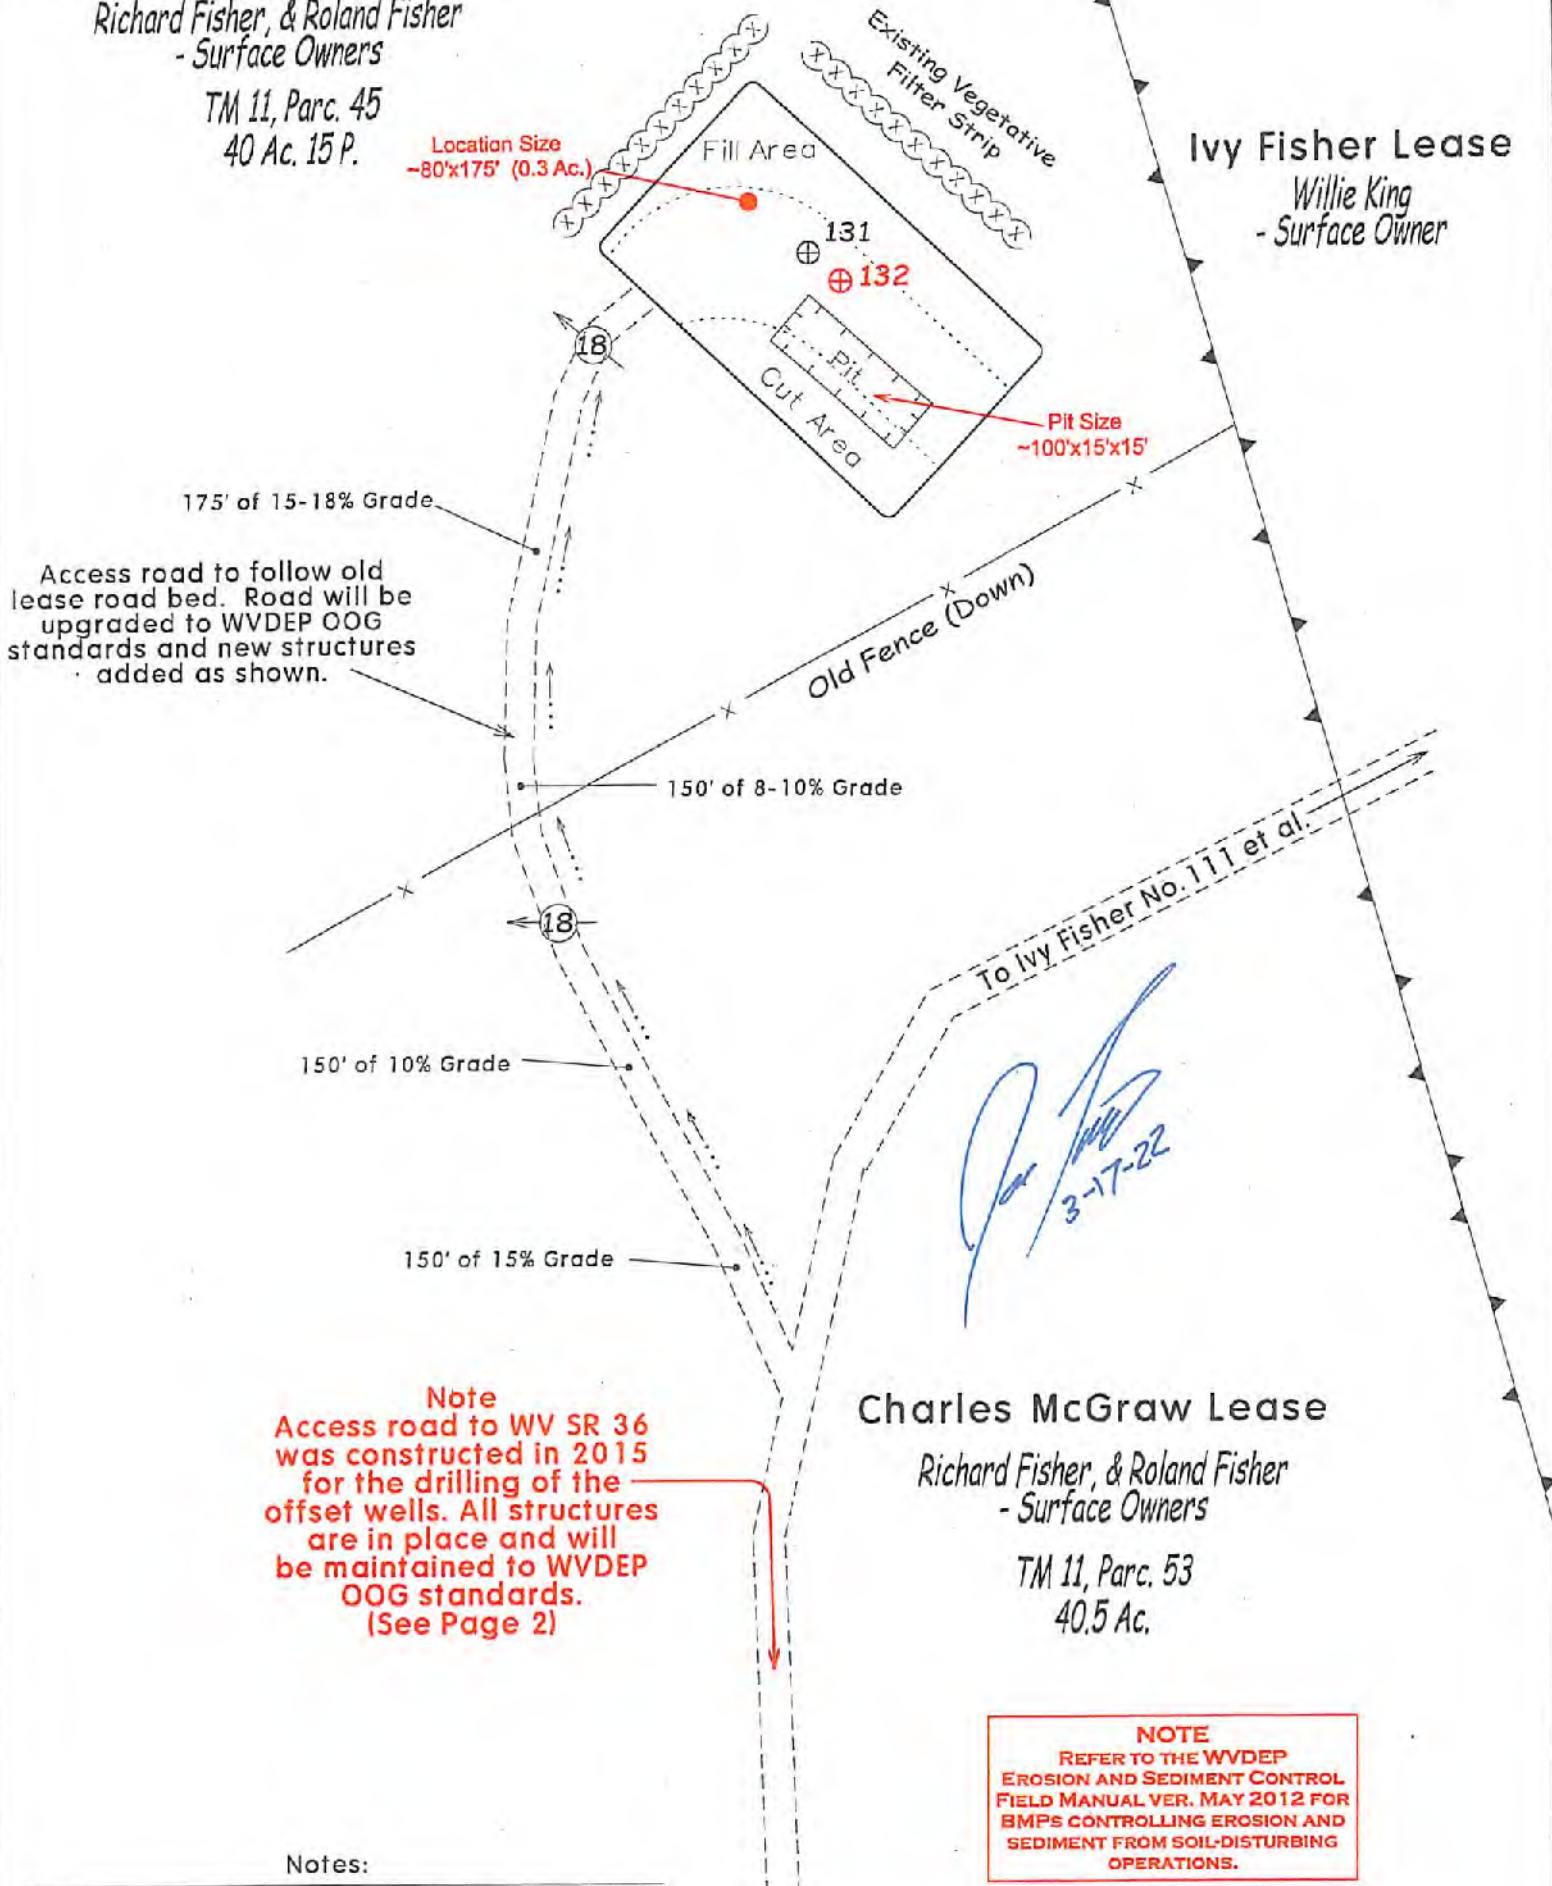 Richard Fisher, & Roland Fisher
- Surface Owners
TM 11, Parc. 45
40 Ac. 15 P.
Location Size
~80'x175' (0.3 Ac.)
Existing Vegetative
Filter Strip
Fill Area
131
132
Pit
Cut Area
Pit Size
~100'x15'x15'
Ivy Fisher Lease
Willie King
- Surface Owner
18
175' of 15-18% Grade
Access road to follow old
lease road bed. Road will be
upgraded to WVDEP OOG
standards and new structures
added as shown.
Old Fence (Down)
150' of 8-10% Grade
18
To Ivy Fisher No. 111 et al.
150' of 10% Grade
3-17-22
150' of 15% Grade
Note
Access road to WV SR 36
was constructed in 2015
for the drilling of the
offset wells. All structures
are in place and will
be maintained to WVDEP
OOG standards.
(See Page 2)
Charles McGraw Lease
Richard Fisher, & Roland Fisher
- Surface Owners
TM 11, Parc. 53
40.5 Ac.
NOTE
REFER TO THE WVDEP
EROSION AND SEDIMENT CONTROL
FIELD MANUAL VER. MAY 2012 FOR
BMPS CONTROLLING EROSION AND
SEDIMENT FROM SOIL-DISTURBING
OPERATIONS.
Notes: